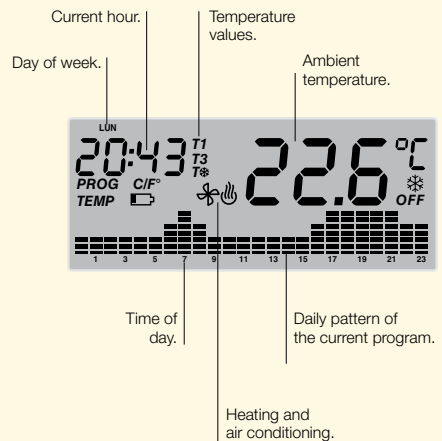 Current hour.
Temperature
values.
Day of week.
Ambient
temperature.
LUN
20:43
T1
T3
T❄
22.6 °C
PROG C/F°
TEMP
OFF
1 3 5 7 9 11 13 15 17 19 21 23
Time of
day.
Daily pattern of
the current program.
Heating and
air conditioning.